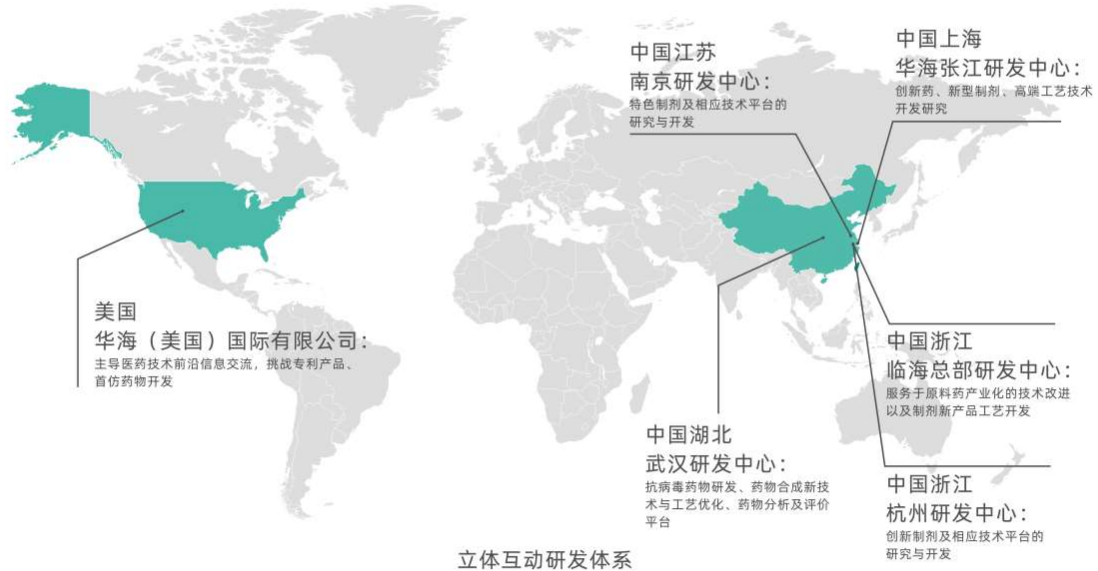 中国江苏
南京研发中心：
特色制剂及相应技术平台的
研究与开发
中国上海
华海张江研发中心：
创新药、新型制剂、高端工艺技术
开发研究
美国
华海（美国）国际有限公司：
主导医药技术前沿信息交流，挑战专利产品、
首仿药物开发
中国湖北
武汉研发中心：
抗病毒药物研发、药物合成新技
术与工艺优化、药物分析及评价
平台
中国浙江
临海总部研发中心：
服务于原料药产业化的技术改进
以及制剂新产品工艺开发
中国浙江
杭州研发中心：
创新制剂及相应技术平台的
研究与开发
立体互动研发体系